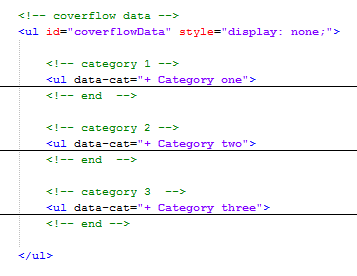 <!-- coverflow data -->
<ul id="coverflowData" style="display: none;">
<!-- category 1 -->
<ul data-cat="+ Category one">
<!-- end  -->
<!-- category 2 -->
<ul data-cat="+ Category two">
<!-- end  -->
<!-- category 3  -->
<ul data-cat="+ Category three">
<!-- end -->
</ul>